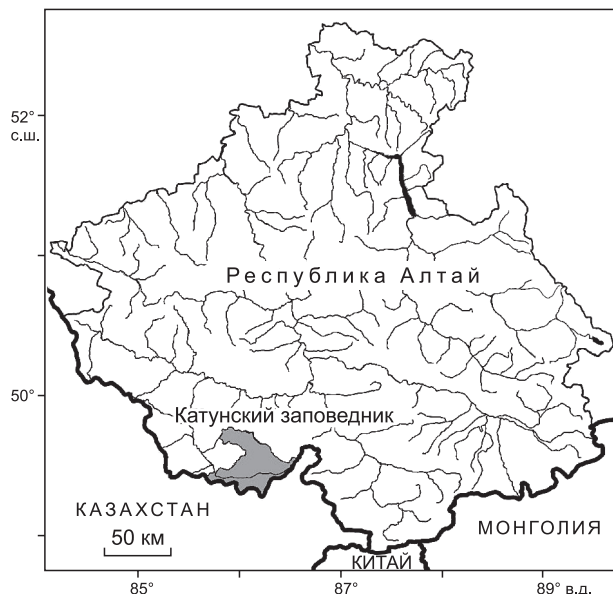 52°
с.ш.
Республика Алтай
50°
Катунский заповедник
КАЗАХСТАН
МОНГОЛИЯ
50 км
КИТАЙ
85°
87°
89° в.д.